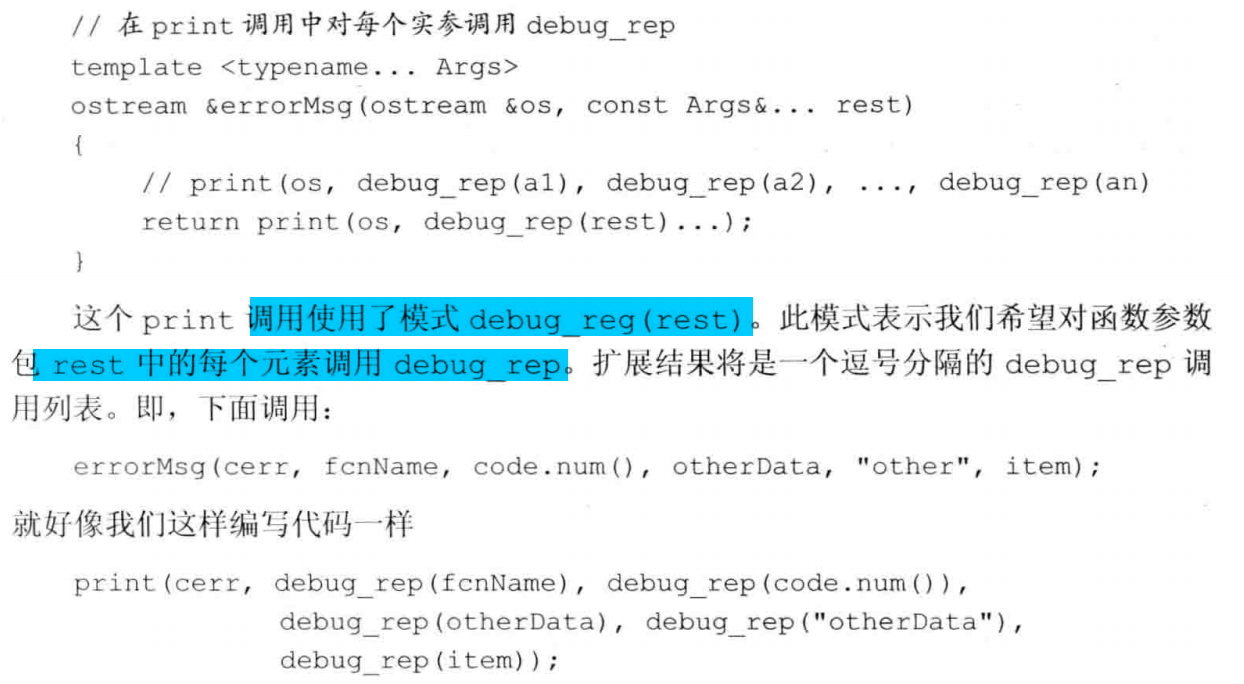 // 在 print 调用中对每个实参调用 debug_rep
template <typename... Args>
ostream &errorMsg(ostream &os, const Args&... rest)
{
// print(os, debug_rep(a1), debug_rep(a2), ..., debug_rep(an)
return print(os, debug_rep(rest)...);
}
这个 print 调用使用了模式 debug_reg(rest)。此模式表示我们希望对函数参数
包 rest 中的每个元素调用 debug_rep。扩展结果将是一个逗号分隔的 debug_rep 调
用列表。即，下面调用：
errorMsg(cerr, fcnName, code.num(), otherData, "other", item);
就好像我们这样编写代码一样
print(cerr, debug_rep(fcnName), debug_rep(code.num()),
debug_rep(otherData), debug_rep("otherData"),
debug_rep(item));